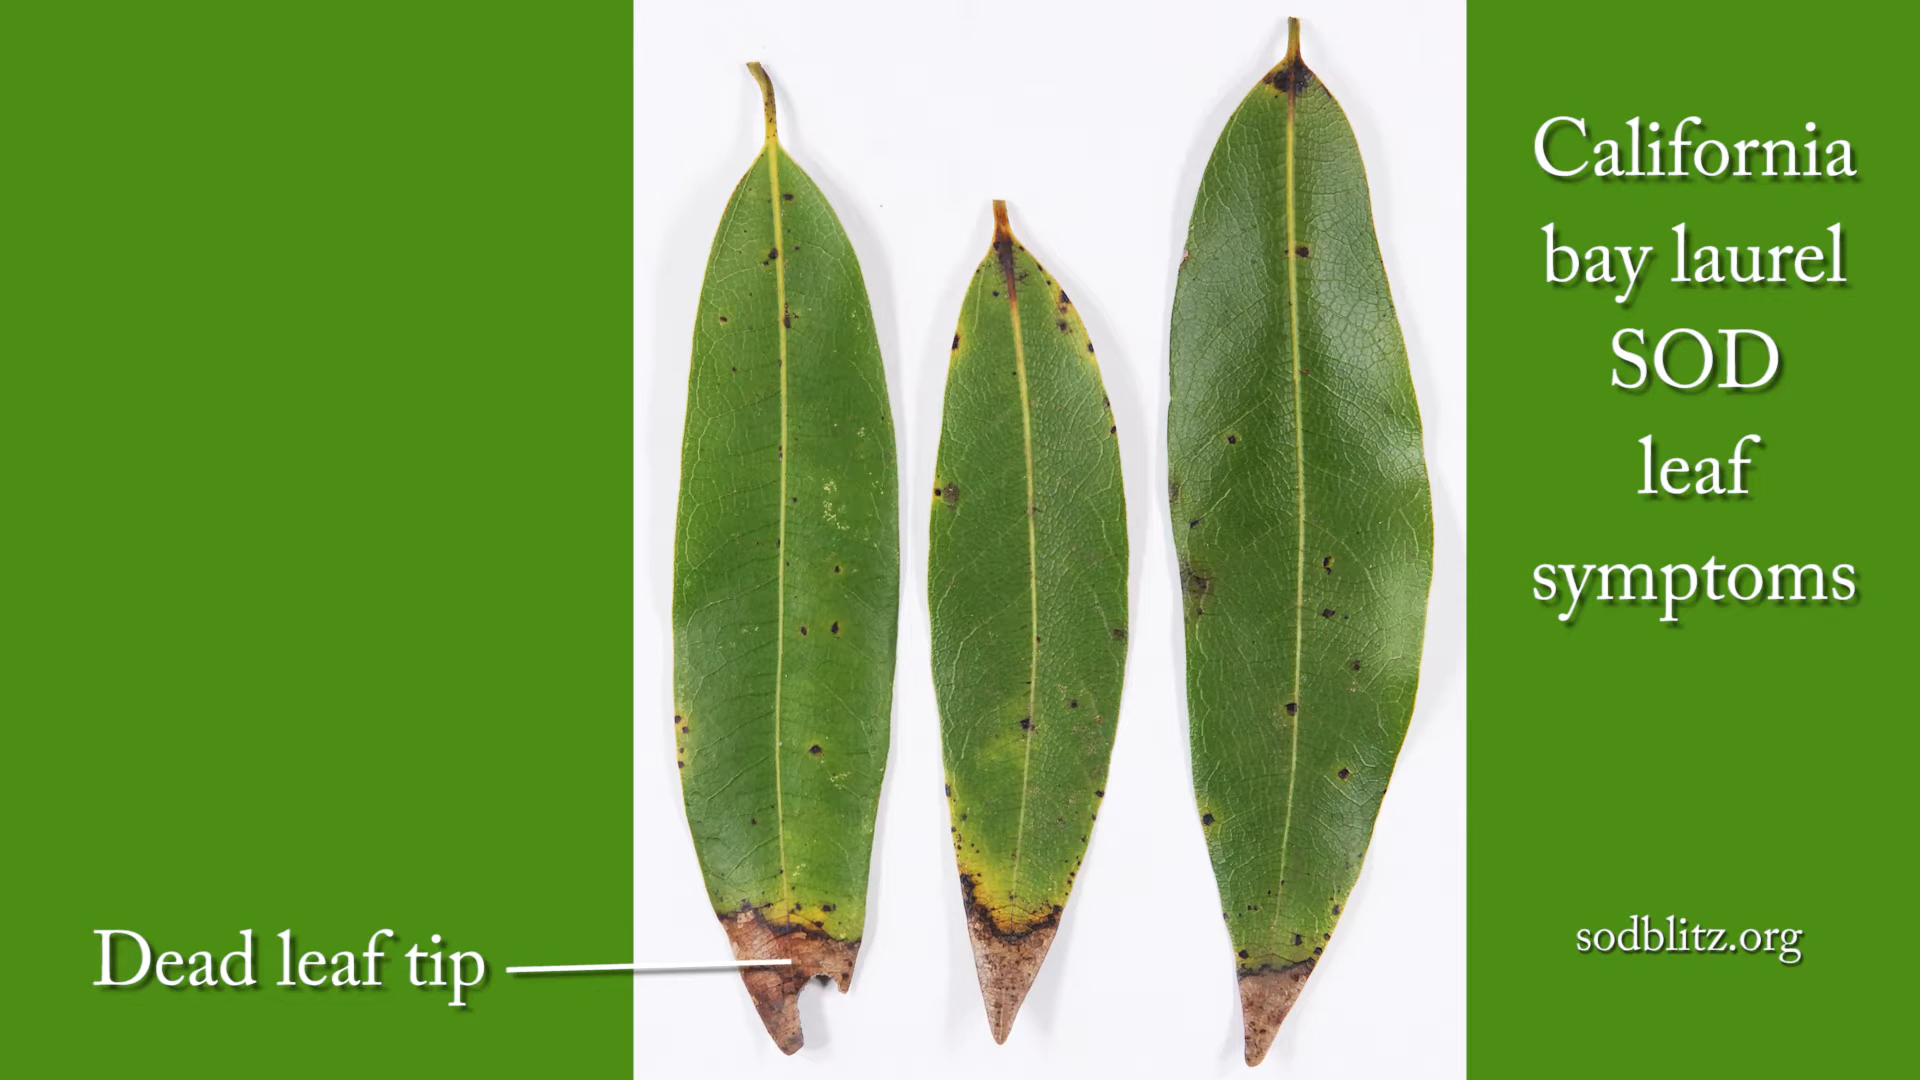 California
bay laurel
SOD
leaf
symptoms
Dead leaf tip
sodblitz.org